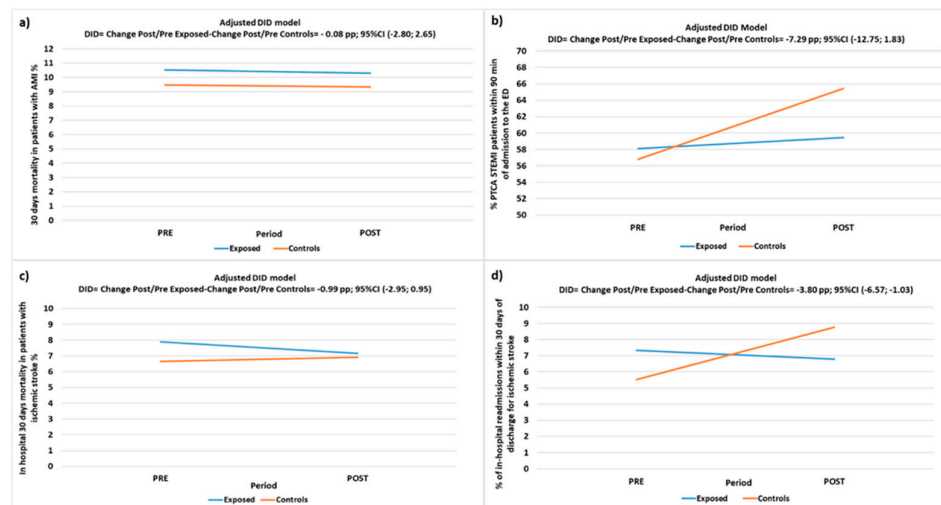 a)
Adjusted DID model
DID= Change Post/Pre Exposed-Change Post/Pre Controls= - 0.08 pp; 95%CI (-2.80; 2.65)
30 days mortality in patients with AMI %
11
10
9
8
7
6
5
4
3
2
1
0
PRE
Period
POST
Exposed
Controls
b)
Adjusted DID Model
DID= Change Post/Pre Exposed-Change Post/Pre Controls= -7.29 pp; 95%CI (-12.75; 1.83)
% PTCA STEMI patients within 90 min
of admission to the ED
70
68
66
64
62
60
58
56
54
52
50
PRE
Period
POST
Exposed
Controls
c)
Adjusted DID model
DID= Change Post/Pre Exposed-Change Post/Pre Controls= -0.99 pp; 95%CI (-2.95; 0.95)
In hospital 30 days mortality in patients with
ischemic stroke %
10
9
8
7
6
5
4
3
2
1
0
PRE
Period
POST
Exposed
Controls
d)
Adjusted DID model
DID= Change Post/Pre Exposed-Change Post/Pre Controls= -3.80 pp; 95%CI (-6.57; -1.03)
% of in-hospital readmissions within 30 days of
discharge for ischemic stroke
10
9
8
7
6
5
4
3
2
1
0
PRE
Period
POST
Exposed
Controls